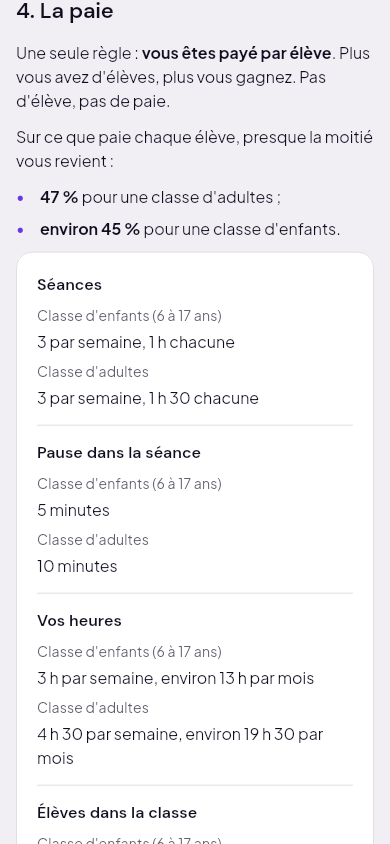 4. La paie
Une seule règle : vous êtes payé par élève. Plus
vous avez d'élèves, plus vous gagnez. Pas
d'élève, pas de paie.
Sur ce que paie chaque élève, presque la moitié
vous revient :
• 47 % pour une classe d'adultes ;
• environ 45 % pour une classe d'enfants.
Séances
Classe d'enfants (6 à 17 ans)
3 par semaine, 1 h chacune
Classe d'adultes
3 par semaine, 1 h 30 chacune
Pause dans la séance
Classe d'enfants (6 à 17 ans)
5 minutes
Classe d'adultes
10 minutes
Vos heures
Classe d'enfants (6 à 17 ans)
3 h par semaine, environ 13 h par mois
Classe d'adultes
4 h 30 par semaine, environ 19 h 30 par
mois
Élèves dans la classe
Classe d'enfants (6 à 17 ans)